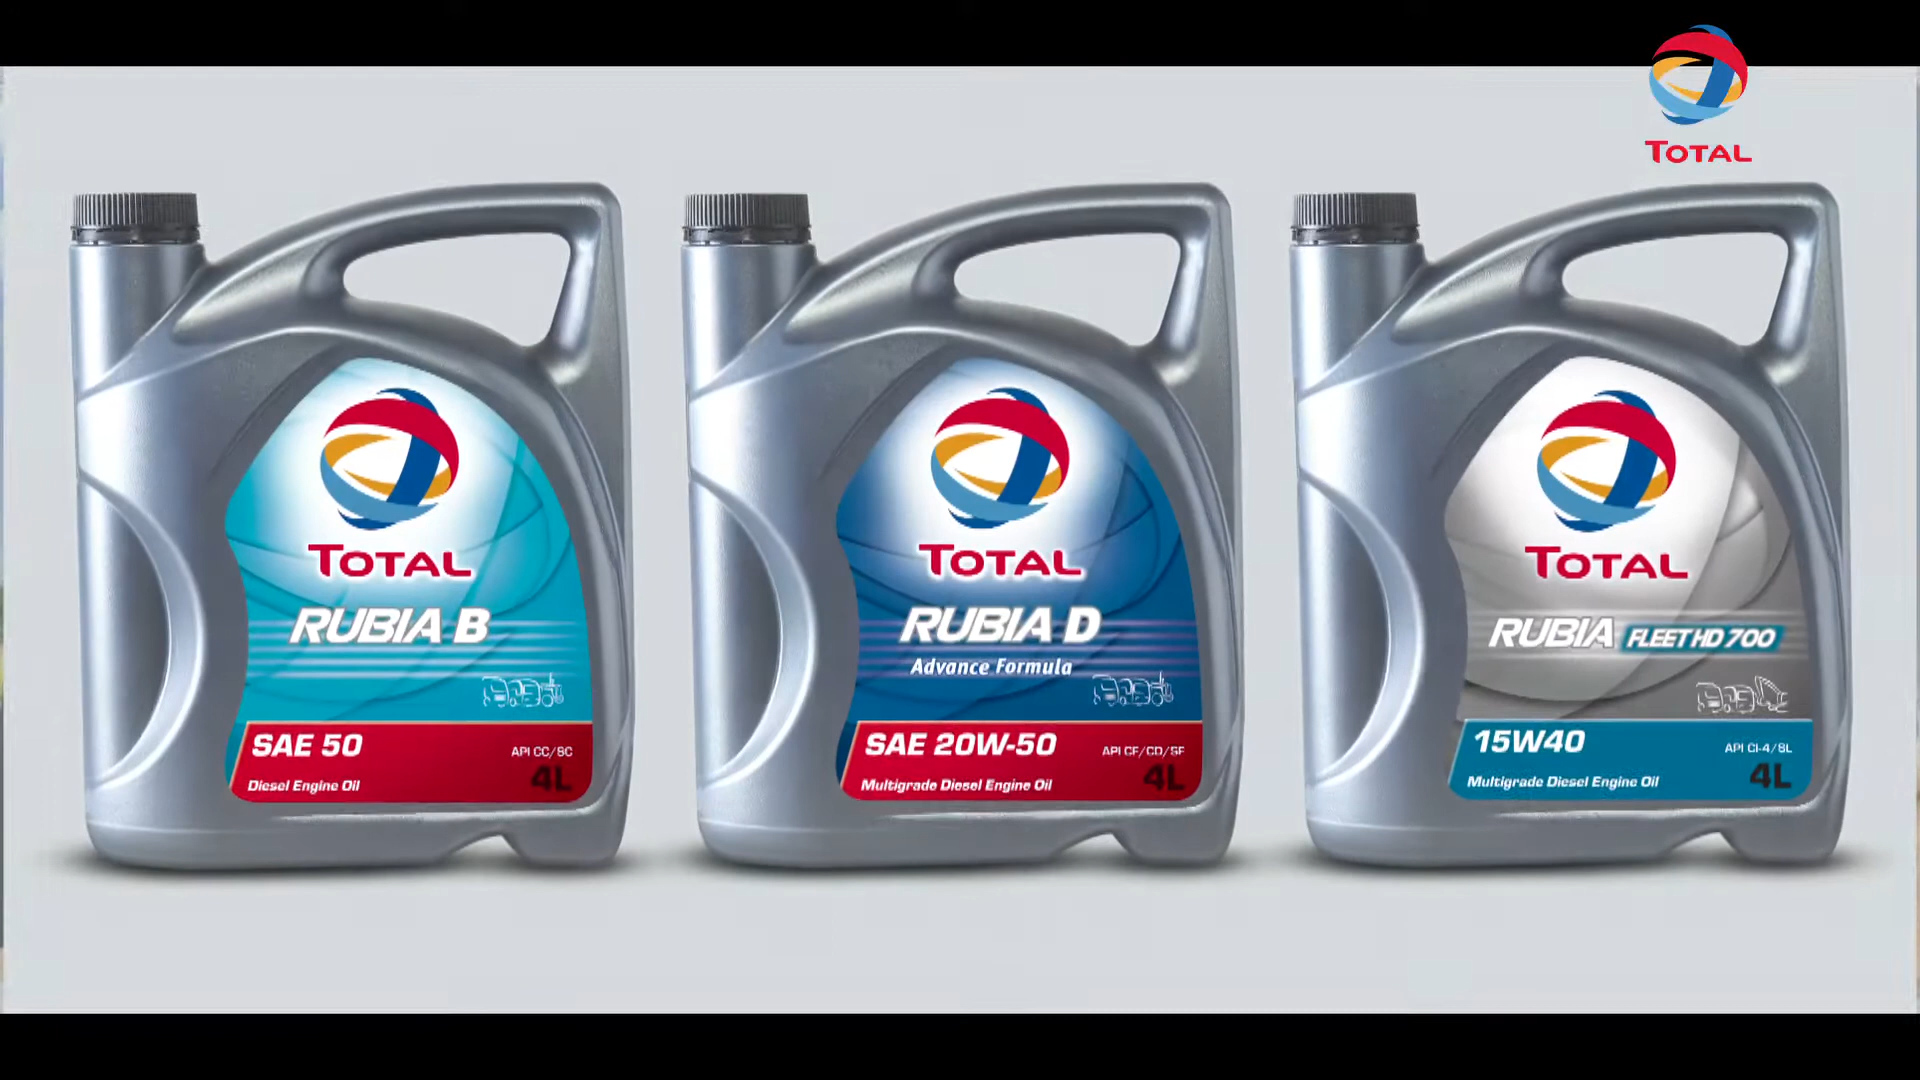 TOTAL
TOTAL
RUBIA B
SAE 50
API CC/SC
Diesel Engine Oil
4L
TOTAL
RUBIA D
Advance Formula
SAE 20W-50
API CF/CD/SF
Multigrade Diesel Engine Oil
4L
TOTAL
RUBIA FLEET HD 700
15W40
API CI-4/SL
Multigrade Diesel Engine Oil
4L